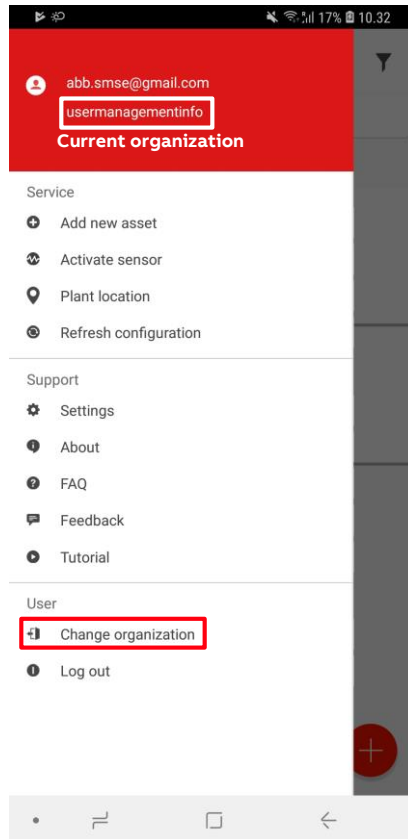 17% 10.32
abb.smse@gmail.com
usermanagementinfo
Current organization
Service
Add new asset
Activate sensor
Plant location
Refresh configuration
Support
Settings
About
FAQ
Feedback
Tutorial
User
Change organization
Log out